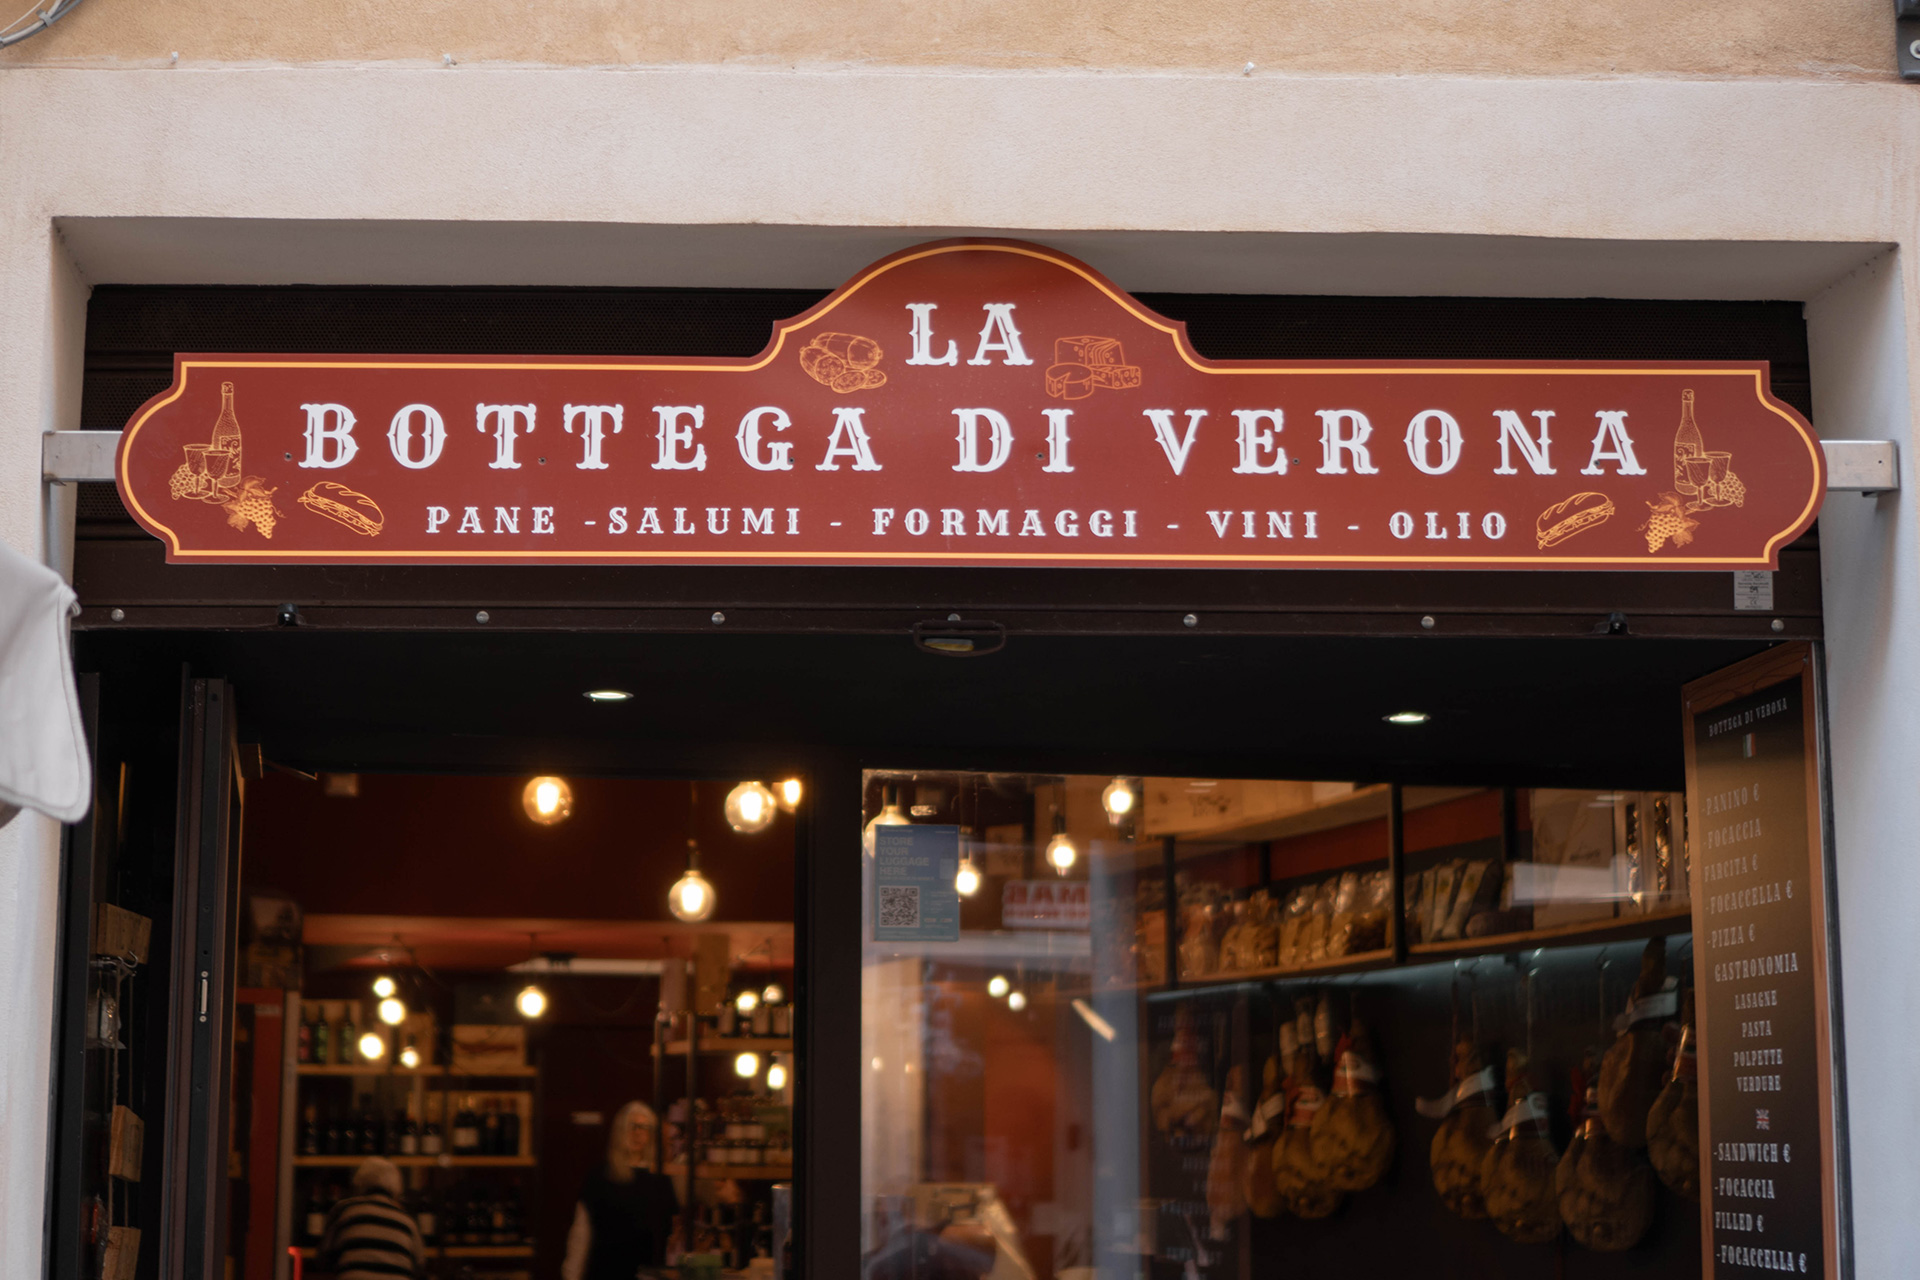 LA
BOTTEGA DI VERONA
PANE - SALUMI - FORMAGGI - VINI - OLIO
STORE
YOUR
LUGGAGE
HERE
BOTTEGA DI VERONA
-PANINO €
-FOCACCIA
FARCITA €
-FOCACCELLA €
-PIZZA €
GASTRONOMIA
LASAGNE
PASTA
POLPETTE
VERDURE
-SANDWICH €
-FOCACCIA
FILLED €
-FOCACCELLA €